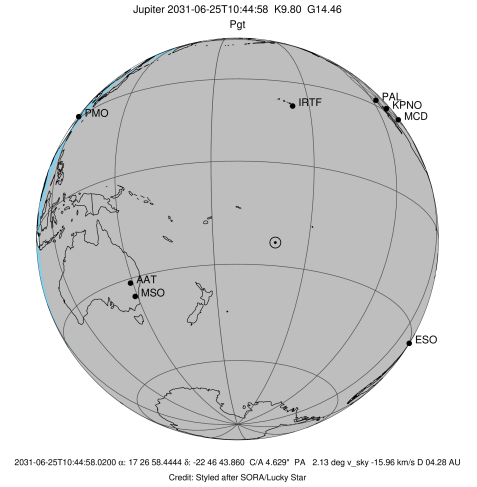 Jupiter 2031-06-25T10:44:58 K9.80 G14.46
Pgt
IRTF
PAL
KPNO
MCD
PMO
AAT
MSO
ESO
2031-06-25T10:44:58.0200 α: 17 26 58.4444 δ: -22 46 43.860 C/A 4.629" PA 2.13 deg v_sky -15.96 km/s D 04.28 AU
Credit: Styled after SORA/Lucky Star